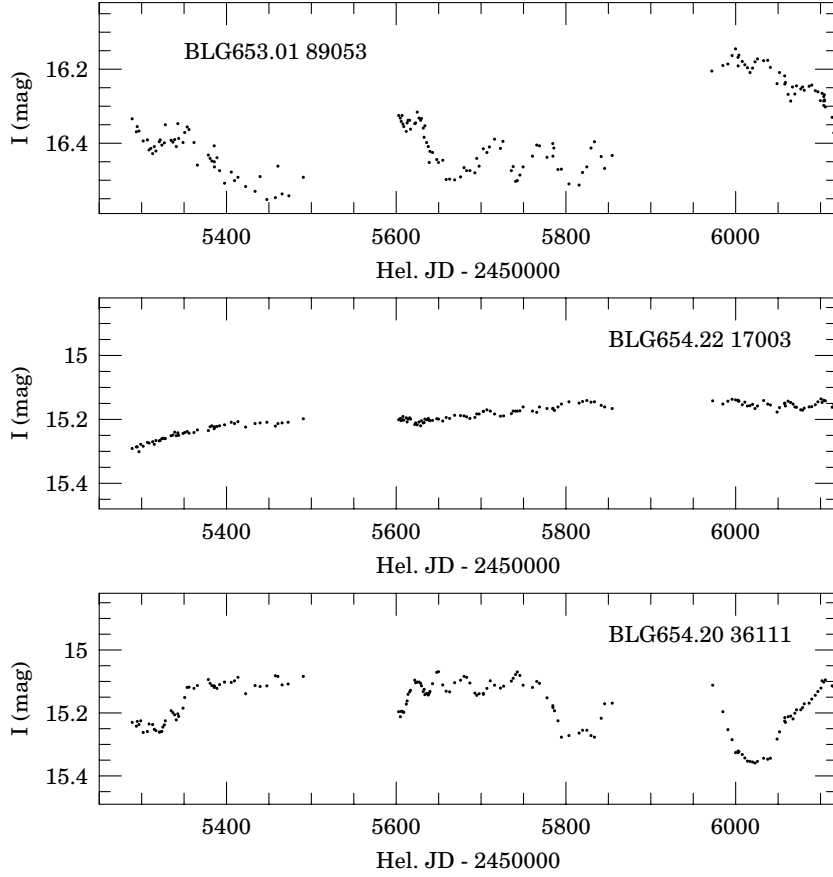 BLG653.01 89053
16.2
16.4
I (mag)
5400 5600 5800 6000
Hel. JD - 2450000
BLG654.22 17003
15
15.2
15.4
I (mag)
5400 5600 5800 6000
Hel. JD - 2450000
BLG654.20 36111
15
15.2
15.4
I (mag)
5400 5600 5800 6000
Hel. JD - 2450000